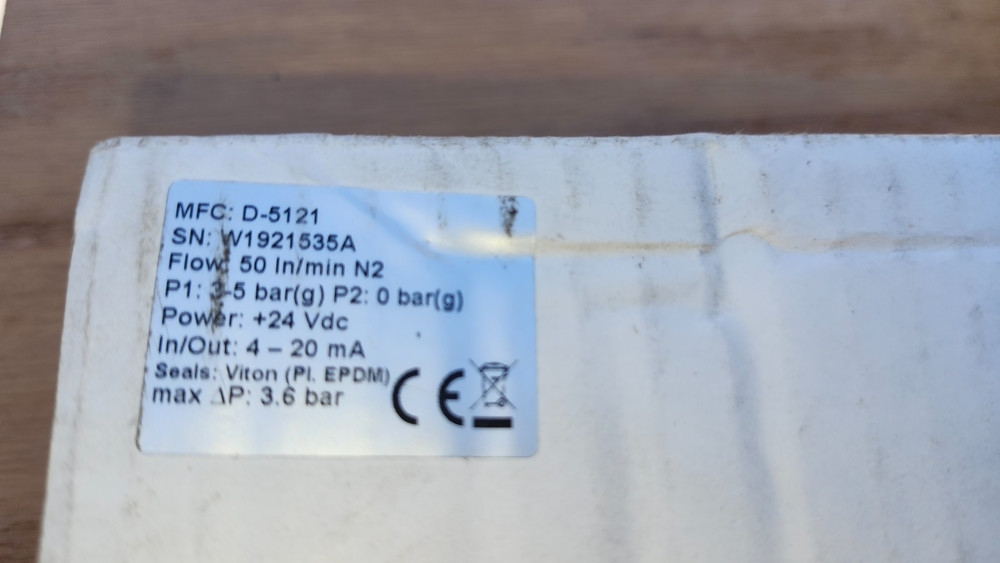 MFC: D-5121
SN: W1921535A
Flow: 50 ln/min N2
P1: 3-5 bar(g) P2: 0 bar(g)
Power: +24 Vdc
In/Out: 4 – 20 mA
Seals: Viton (Pl. EPDM)
max ΔP: 3.6 bar
CE